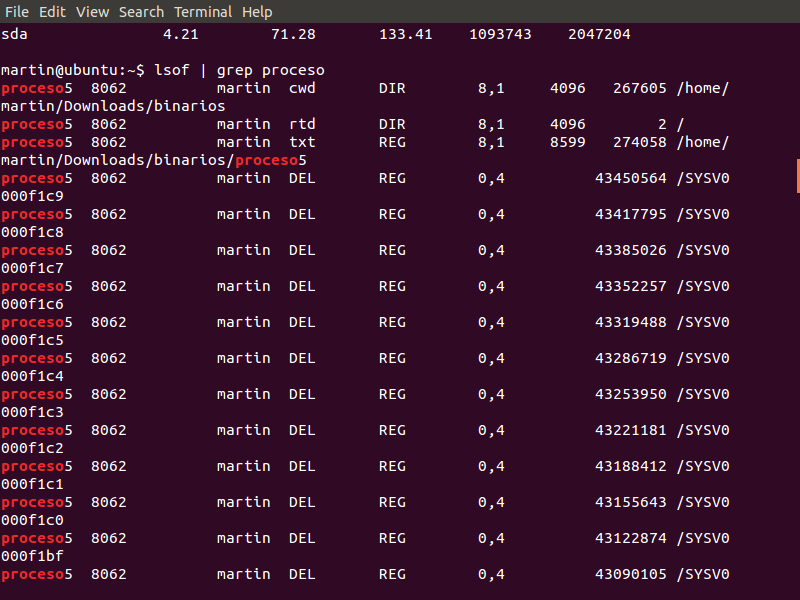 File Edit View Search Terminal Help
sda 4.21 71.28 133.41 1093743 2047204
martin@ubuntu:~$ lsof | grep proceso
proceso5 8062 martin cwd DIR 8,1 4096 267605 /home/
martin/Downloads/binarios
proceso5 8062 martin rtd DIR 8,1 4096 2 /
proceso5 8062 martin txt REG 8,1 8599 274058 /home/
martin/Downloads/binarios/proceso5
proceso5 8062 martin DEL REG 0,4 43450564 /SYSV0
000f1c9
proceso5 8062 martin DEL REG 0,4 43417795 /SYSV0
000f1c8
proceso5 8062 martin DEL REG 0,4 43385026 /SYSV0
000f1c7
proceso5 8062 martin DEL REG 0,4 43352257 /SYSV0
000f1c6
proceso5 8062 martin DEL REG 0,4 43319488 /SYSV0
000f1c5
proceso5 8062 martin DEL REG 0,4 43286719 /SYSV0
000f1c4
proceso5 8062 martin DEL REG 0,4 43253950 /SYSV0
000f1c3
proceso5 8062 martin DEL REG 0,4 43221181 /SYSV0
000f1c2
proceso5 8062 martin DEL REG 0,4 43188412 /SYSV0
000f1c1
proceso5 8062 martin DEL REG 0,4 43155643 /SYSV0
000f1c0
proceso5 8062 martin DEL REG 0,4 43122874 /SYSV0
000f1bf
proceso5 8062 martin DEL REG 0,4 43090105 /SYSV0